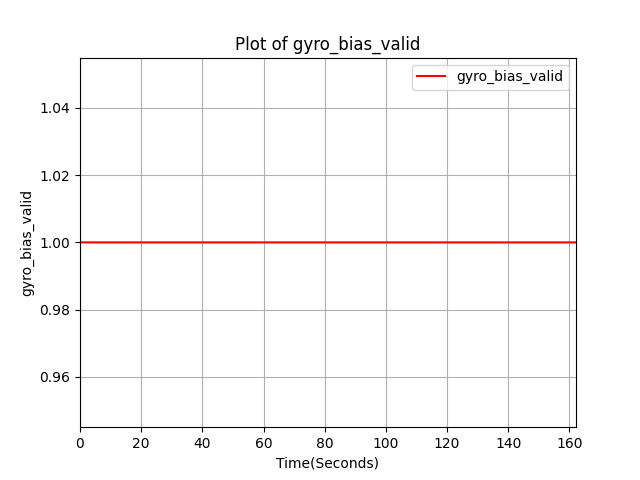 Plot of gyro_bias_valid
gyro_bias_valid
1.04
1.02
1.00
0.98
0.96
gyro_bias_valid
0 20 40 60 80 100 120 140 160
Time(Seconds)